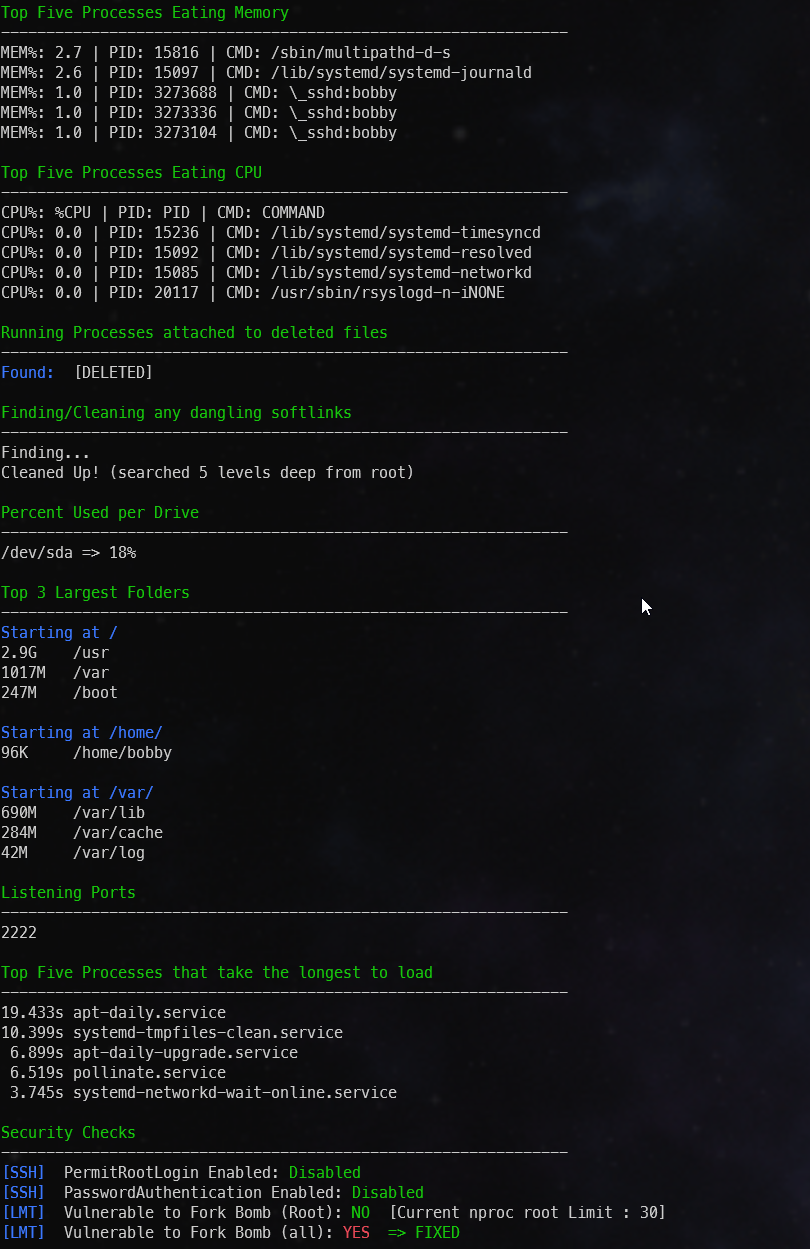 Top Five Processes Eating Memory
MEM%: 2.7 | PID: 15816 | CMD: /sbin/multipathd-d-s
MEM%: 2.6 | PID: 15097 | CMD: /lib/systemd/systemd-journald
MEM%: 1.0 | PID: 3273688 | CMD: \_sshd:bobby
MEM%: 1.0 | PID: 3273336 | CMD: \_sshd:bobby
MEM%: 1.0 | PID: 3273104 | CMD: \_sshd:bobby
Top Five Processes Eating CPU
CPU%: %CPU | PID: PID | CMD: COMMAND
CPU%: 0.0 | PID: 15236 | CMD: /lib/systemd/systemd-timesyncd
CPU%: 0.0 | PID: 15092 | CMD: /lib/systemd/systemd-resolved
CPU%: 0.0 | PID: 15085 | CMD: /lib/systemd/systemd-networkd
CPU%: 0.0 | PID: 20117 | CMD: /usr/sbin/rsyslogd-n-iNONE
Running Processes attached to deleted files
Found:  [DELETED]
Finding/Cleaning any dangling softlinks
Finding...
Cleaned Up! (searched 5 levels deep from root)
Percent Used per Drive
/dev/sda => 18%
Top 3 Largest Folders
Starting at /
2.9G    /usr
1017M   /var
247M    /boot
Starting at /home/
96K     /home/bobby
Starting at /var/
690M    /var/lib
284M    /var/cache
42M     /var/log
Listening Ports
2222
Top Five Processes that take the longest to load
19.433s apt-daily.service
10.399s systemd-tmpfiles-clean.service
6.899s apt-daily-upgrade.service
6.519s pollinate.service
3.745s systemd-networkd-wait-online.service
Security Checks
[SSH]  PermitRootLogin Enabled: Disabled
[SSH]  PasswordAuthentication Enabled: Disabled
[LMT]  Vulnerable to Fork Bomb (Root): NO  [Current nproc root Limit : 30]
[LMT]  Vulnerable to Fork Bomb (all): YES  => FIXED